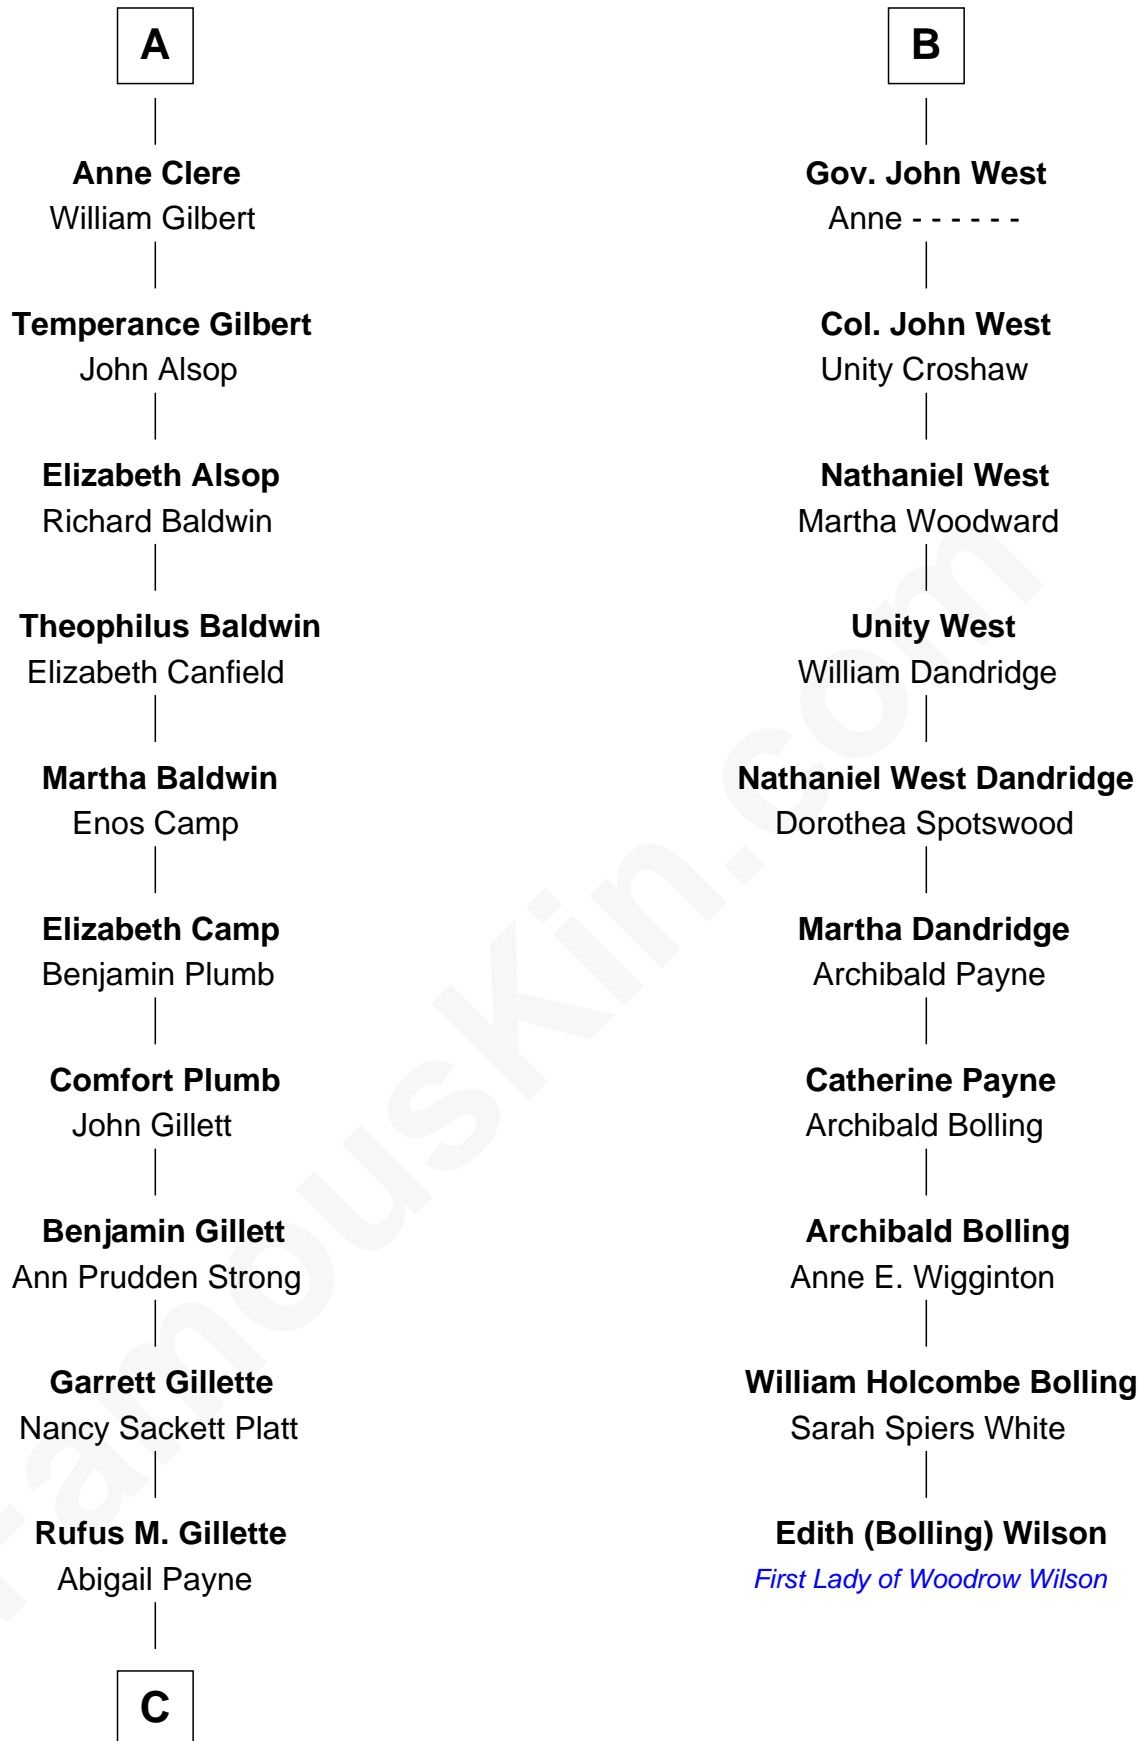 A
Anne Clere
William Gilbert
Temperance Gilbert
John Alsop
Elizabeth Alsop
Richard Baldwin
Theophilus Baldwin
Elizabeth Canfield
Martha Baldwin
Enos Camp
Elizabeth Camp
Benjamin Plumb
Comfort Plumb
John Gillett
Benjamin Gillett
Ann Prudden Strong
Garrett Gillette
Nancy Sackett Platt
Rufus M. Gillette
Abigail Payne
C
B
Gov. John West
Anne - - - - - -
Col. John West
Unity Croshaw
Nathaniel West
Martha Woodward
Unity West
William Dandridge
Nathaniel West Dandridge
Dorothea Spotswood
Martha Dandridge
Archibald Payne
Catherine Payne
Archibald Bolling
Archibald Bolling
Anne E. Wigginton
William Holcombe Bolling
Sarah Spiers White
Edith (Bolling) Wilson
First Lady of Woodrow Wilson
FamousKin.com